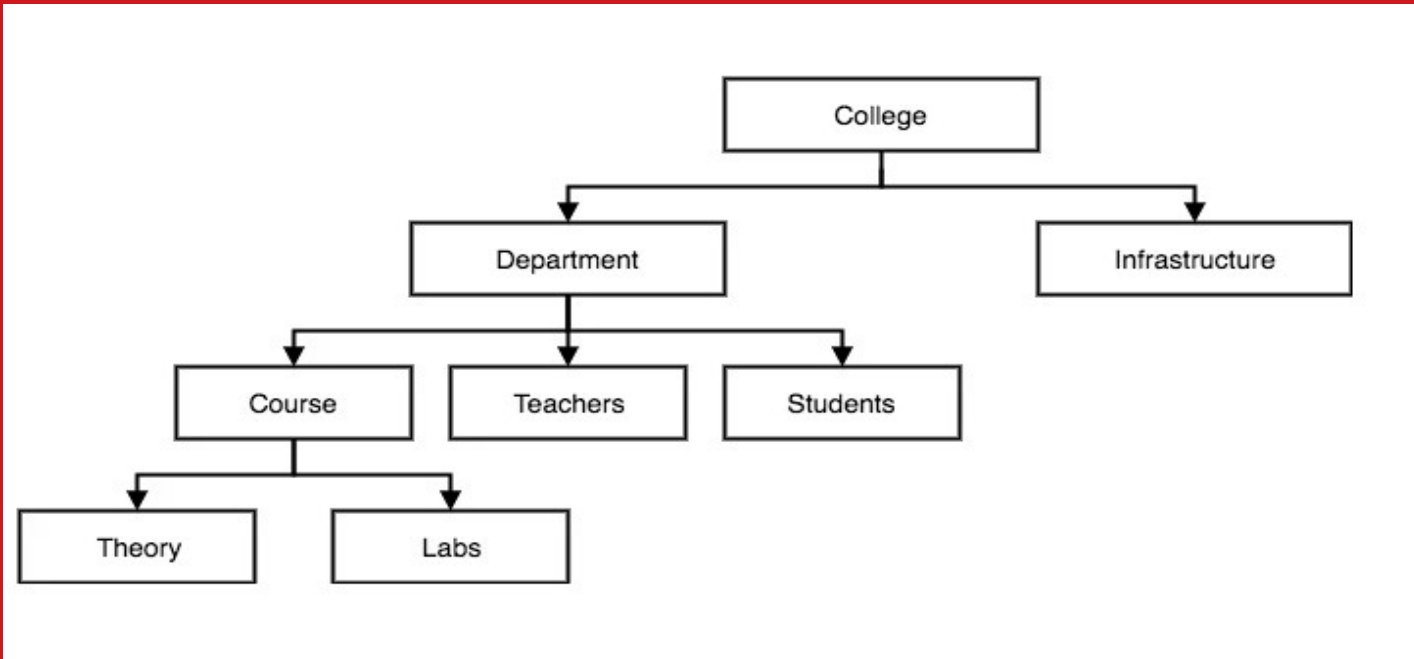 College
Department
Infrastructure
Course
Teachers
Students
Theory
Labs